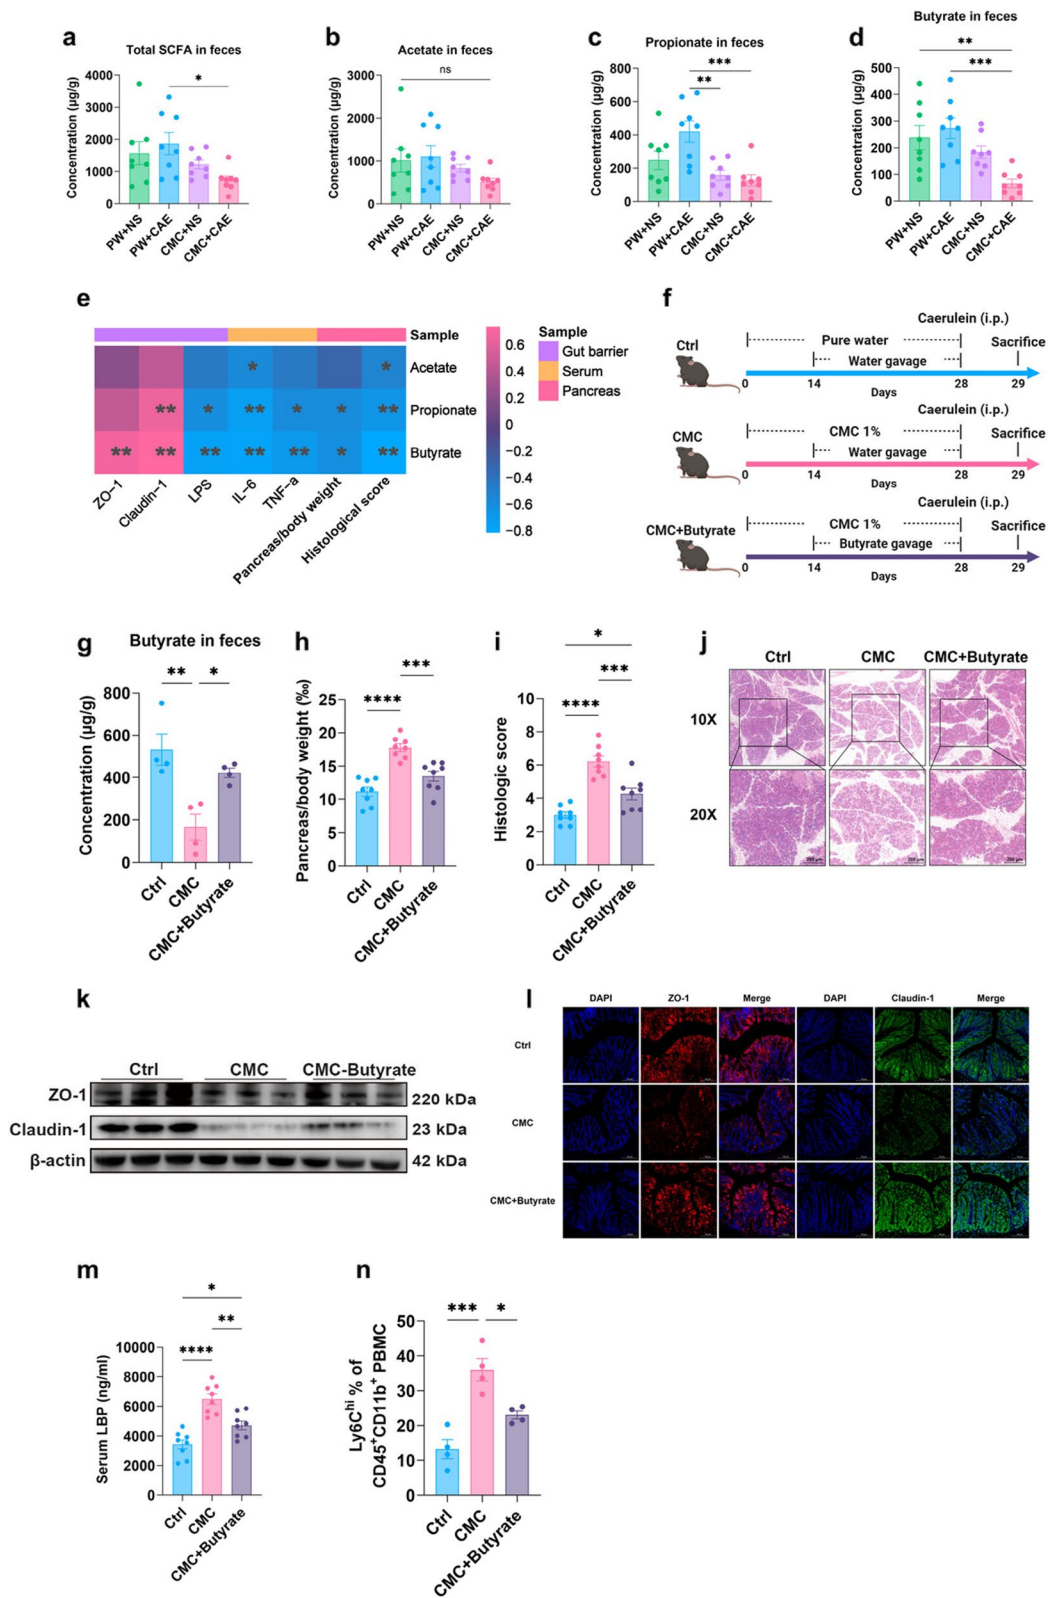 a
Total SCFA in feces
Concentration (µg/g)
4000
3000
2000
1000
0
*
PW+NS
PW+CAE
CMC+NS
CMC+CAE
b
Acetate in feces
Concentration (µg/g)
3000
2000
1000
0
ns
PW+NS
PW+CAE
CMC+NS
CMC+CAE
c
Propionate in feces
Concentration (µg/g)
800
600
400
200
0
***
**
PW+NS
PW+CAE
CMC+NS
CMC+CAE
d
Butyrate in feces
Concentration (µg/g)
500
400
300
200
100
0
**
***
PW+NS
PW+CAE
CMC+NS
CMC+CAE
e
Sample
Acetate
* *
Propionate
** * ** * * **
Butyrate
** ** ** ** ** * **
ZO−1
Claudin−1
LPS
IL−6
TNF−a
Pancreas/body weight
Histological score
0.6
0.4
0.2
0
−0.2
−0.4
−0.6
−0.8
Sample
Gut barrier
Serum
Pancreas
f
Caerulein (i.p.)
Ctrl
Pure water
Sacrifice
Water gavage
0 14 28 29
Days
Caerulein (i.p.)
CMC
CMC 1%
Sacrifice
Water gavage
0 14 28 29
Days
Caerulein (i.p.)
CMC+Butyrate
CMC 1%
Sacrifice
Butyrate gavage
0 14 28 29
Days
g
Butyrate in feces
Concentration (µg/g)
800
600
400
200
0
** *
Ctrl
CMC
CMC+Butyrate
h
Pancreas/body weight (‰)
25
20
15
10
5
0
***
****
Ctrl
CMC
CMC+Butyrate
i
Histologic score
10
8
6
4
2
0
*
***
****
Ctrl
CMC
CMC+Butyrate
j
Ctrl CMC CMC+Butyrate
10X
20X
200 µm 200 µm 200 µm
k
Ctrl CMC CMC-Butyrate
ZO-1 220 kDa
Claudin-1 23 kDa
β-actin 42 kDa
l
DAPI ZO-1 Merge DAPI Claudin-1 Merge
Ctrl
CMC
CMC+Butyrate
m
Serum LBP (ng/ml)
10000
8000
6000
4000
2000
0
*
**
****
Ctrl
CMC
CMC+Butyrate
n
Ly6Chi % of
CD45+CD11b+ PBMC
50
40
30
20
10
0
*** *
Ctrl
CMC
CMC+Butyrate